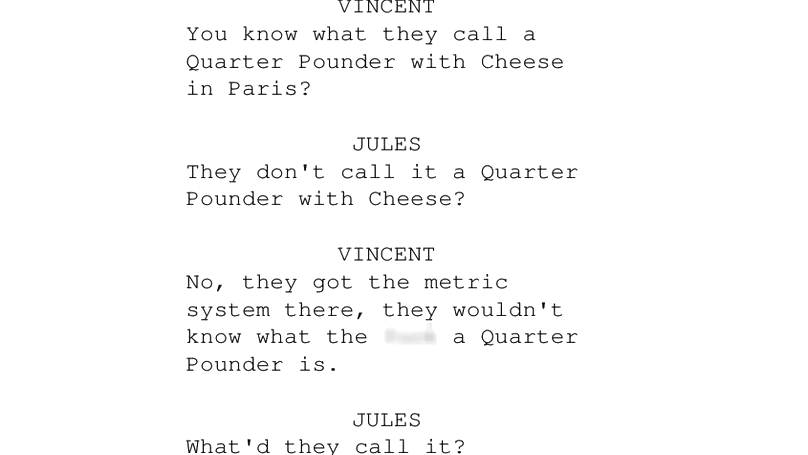 VINCENT
You know what they call a
Quarter Pounder with Cheese
in Paris?
JULES
They don't call it a Quarter
Pounder with Cheese?
VINCENT
No, they got the metric
system there, they wouldn't
know what the a Quarter
Pounder is.
JULES
What'd they call it?